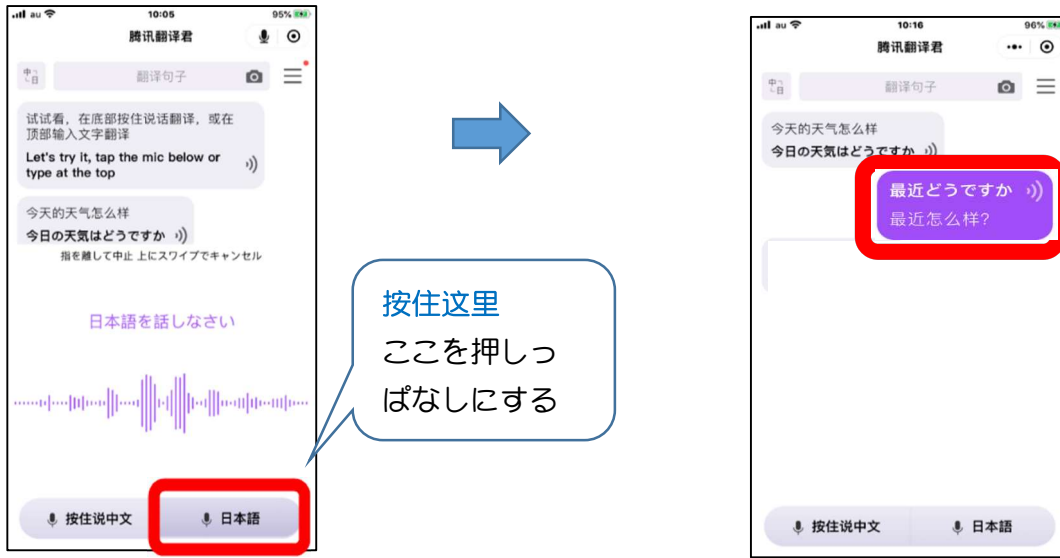 au 10:05 95%
腾讯翻译君
中 日
翻译句子
试试看，在底部按住说话翻译，或在
顶部输入文字翻译
Let's try it, tap the mic below or
type at the top
今天的天气怎么样
今日の天気はどうですか
指を離して中止 上にスワイプでキャンセル
日本語を話しなさい
按住说中文
日本語
按住这里
ここを押しっ
ぱなしにする
au 10:16 96%
腾讯翻译君
中 日
翻译句子
今天的天气怎么样
今日の天気はどうですか
最近どうですか
最近怎么样？
按住说中文
日本語